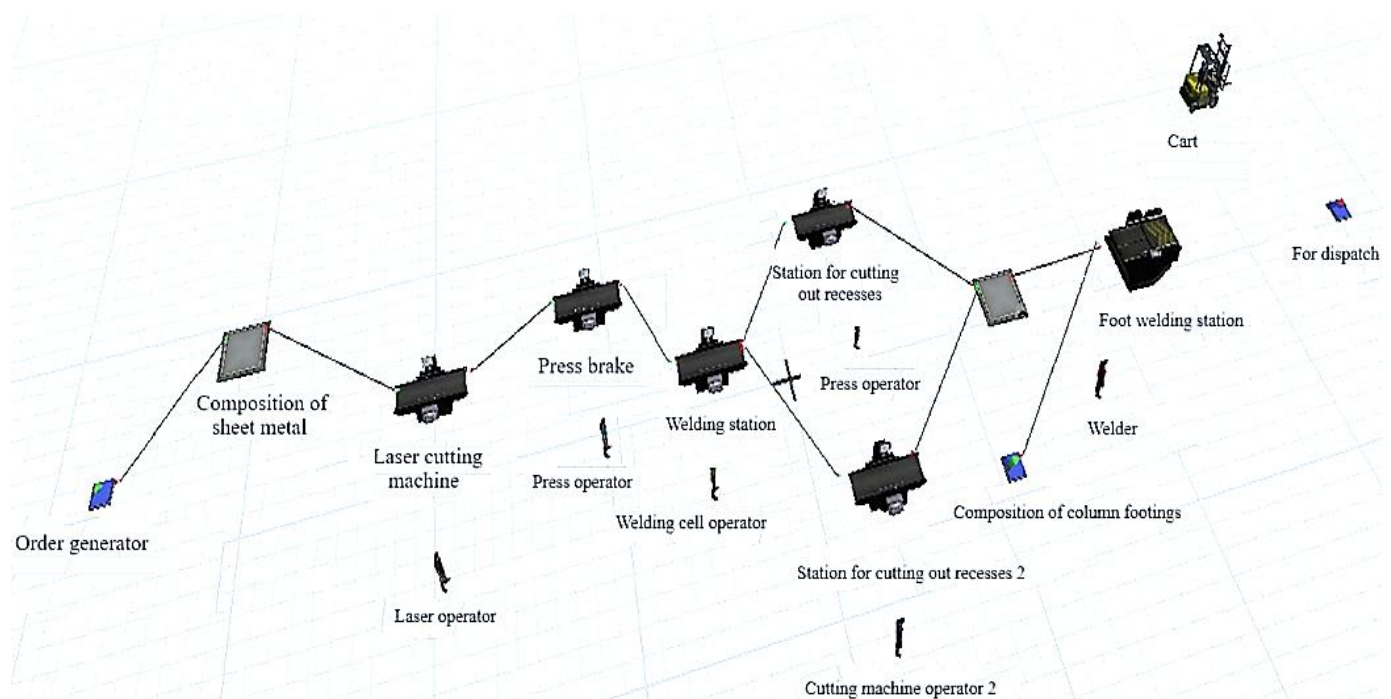 Cart
For dispatch
Station for cutting
out recesses
Foot welding station
Press brake
Press operator
Composition of
sheet metal
Welding station
Welder
Laser cutting
machine
Press operator
Composition of column footings
Welding cell operator
Order generator
Station for cutting out recesses 2
Laser operator
Cutting machine operator 2